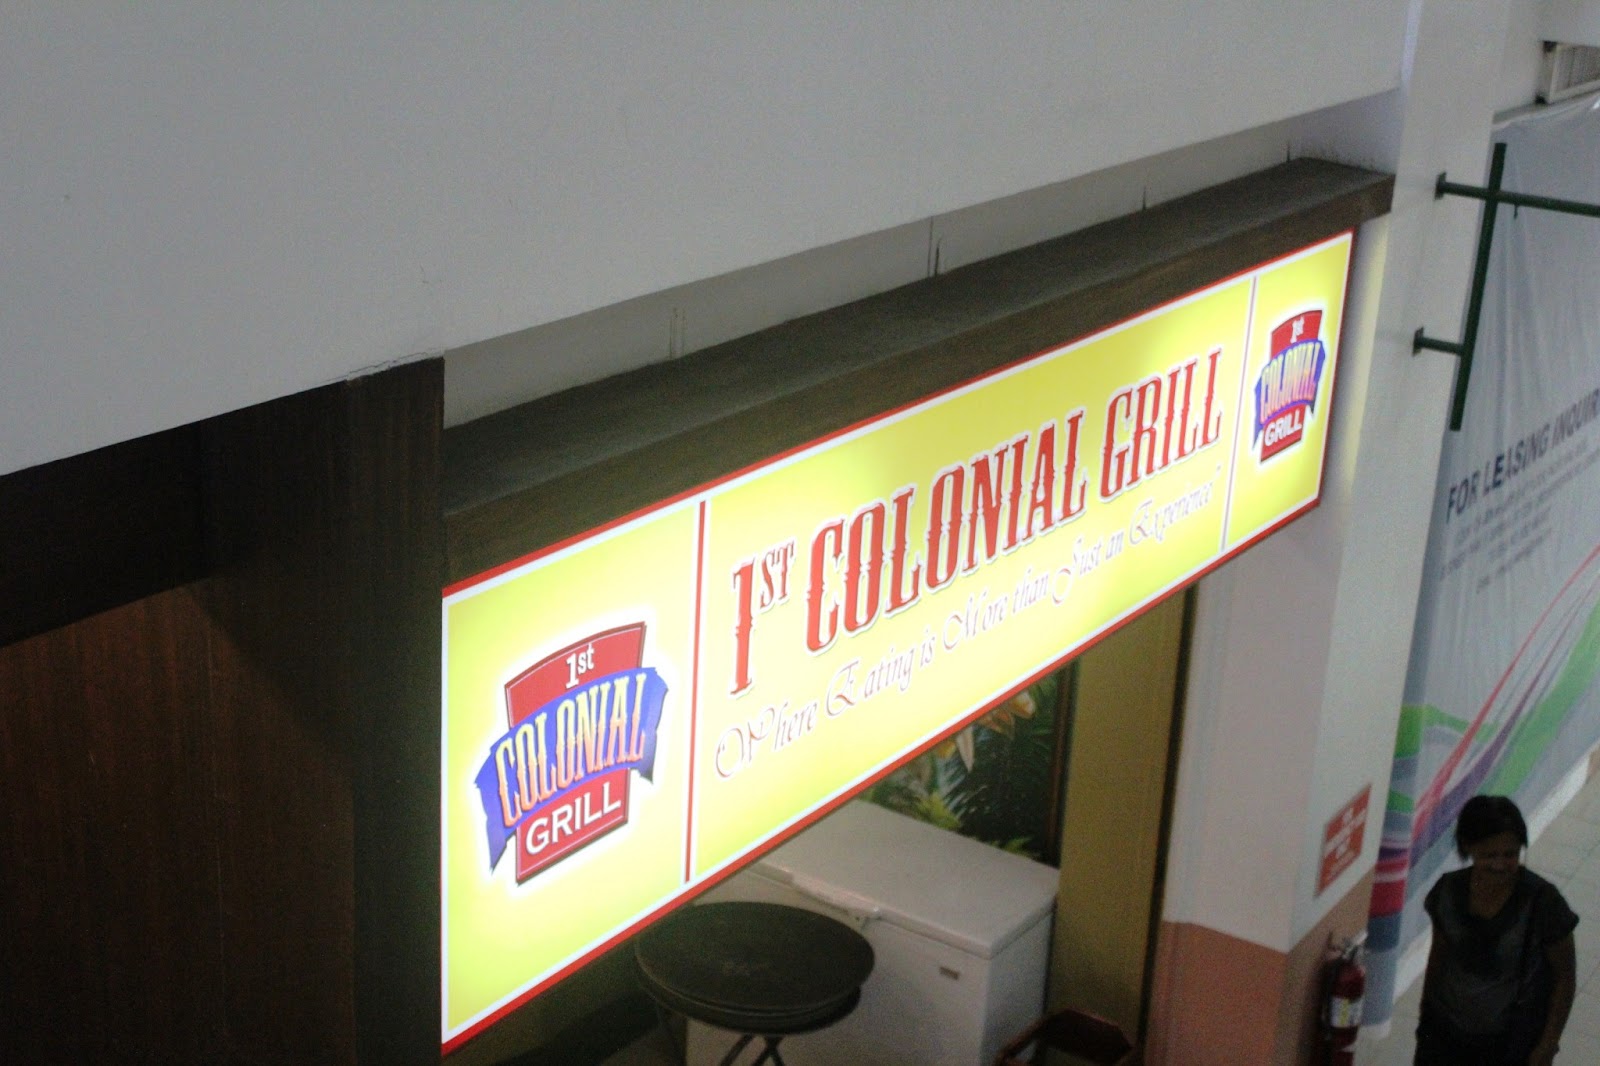 1st
COLONIAL
GRILL
1ST COLONIAL GRILL
Where Eating is More than Just an Experience"
1st
COLONIAL
GRILL
FOR LEASING INQUIR